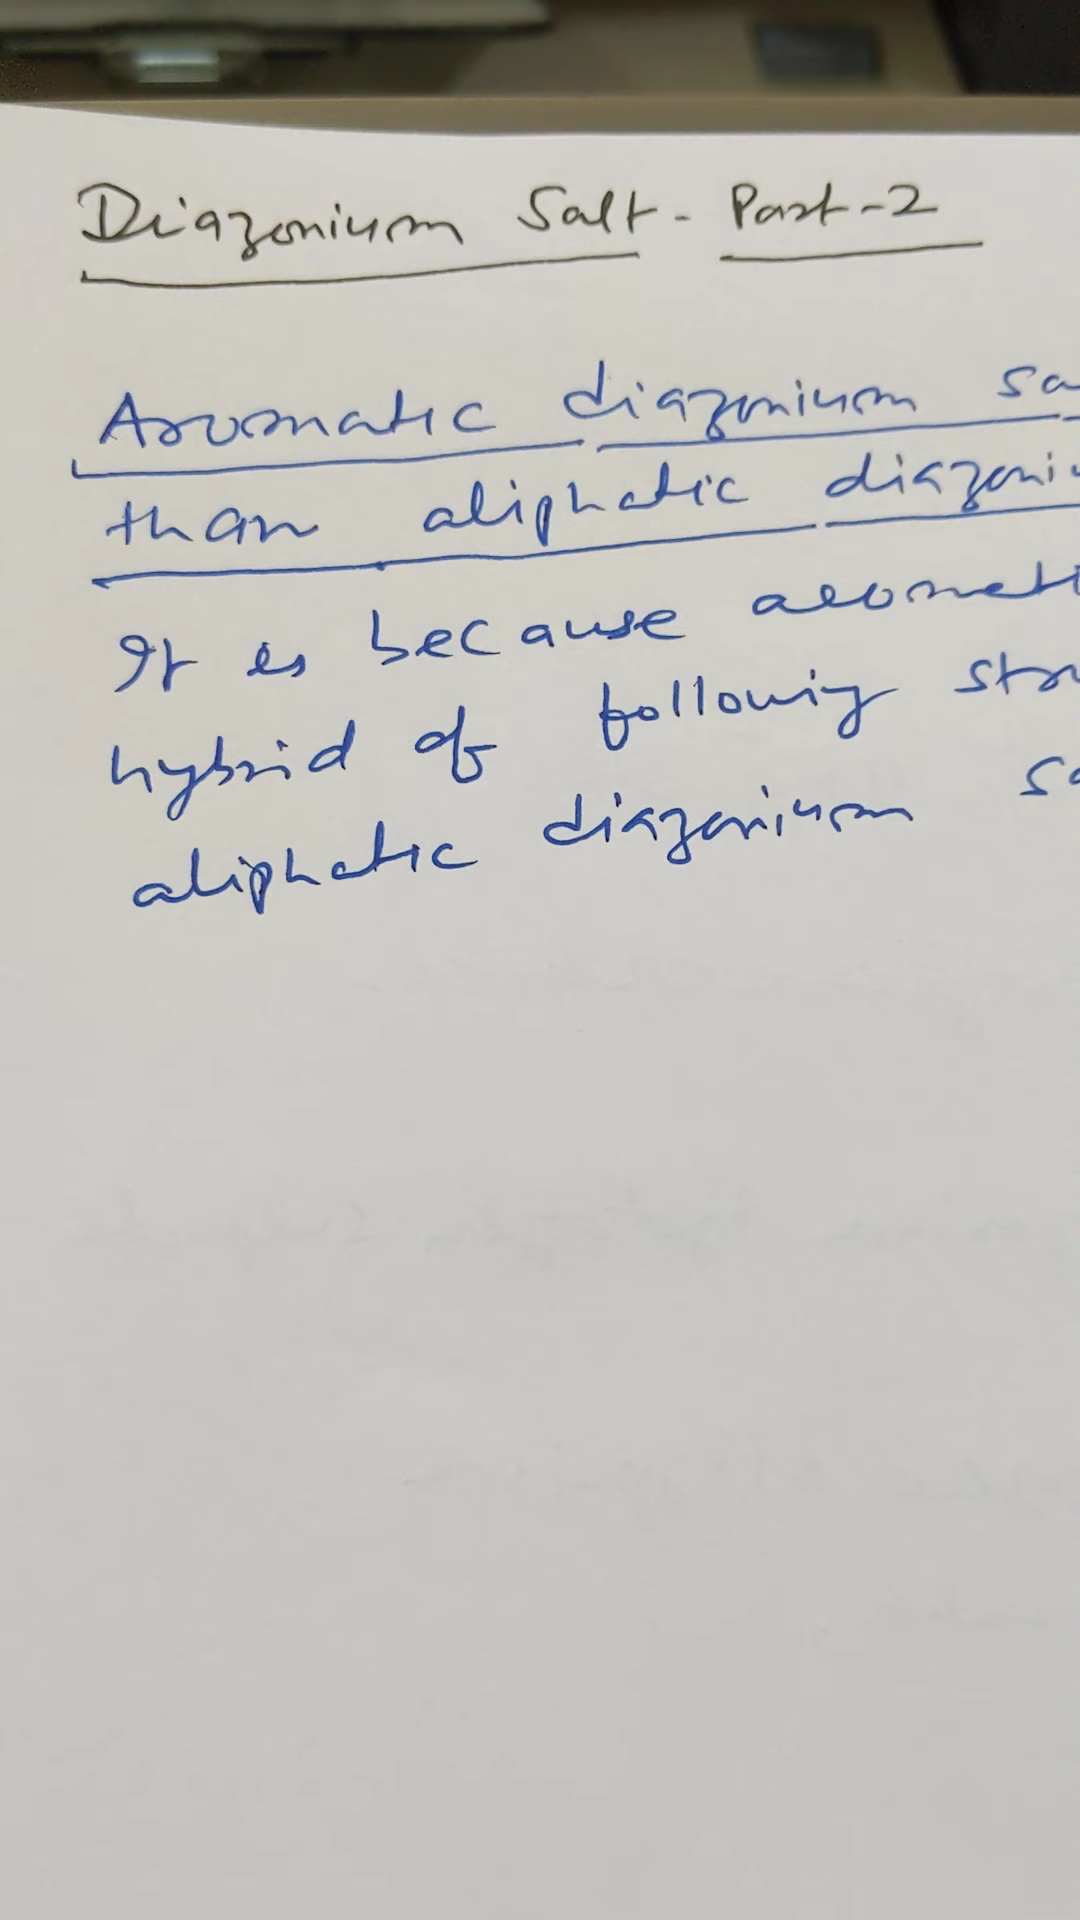 Diazonium Salt - Part-2
Aromatic diazonium sa
than aliphatic diazoni
It is because aromati
hybrid of following str
aliphatic diazonium sa